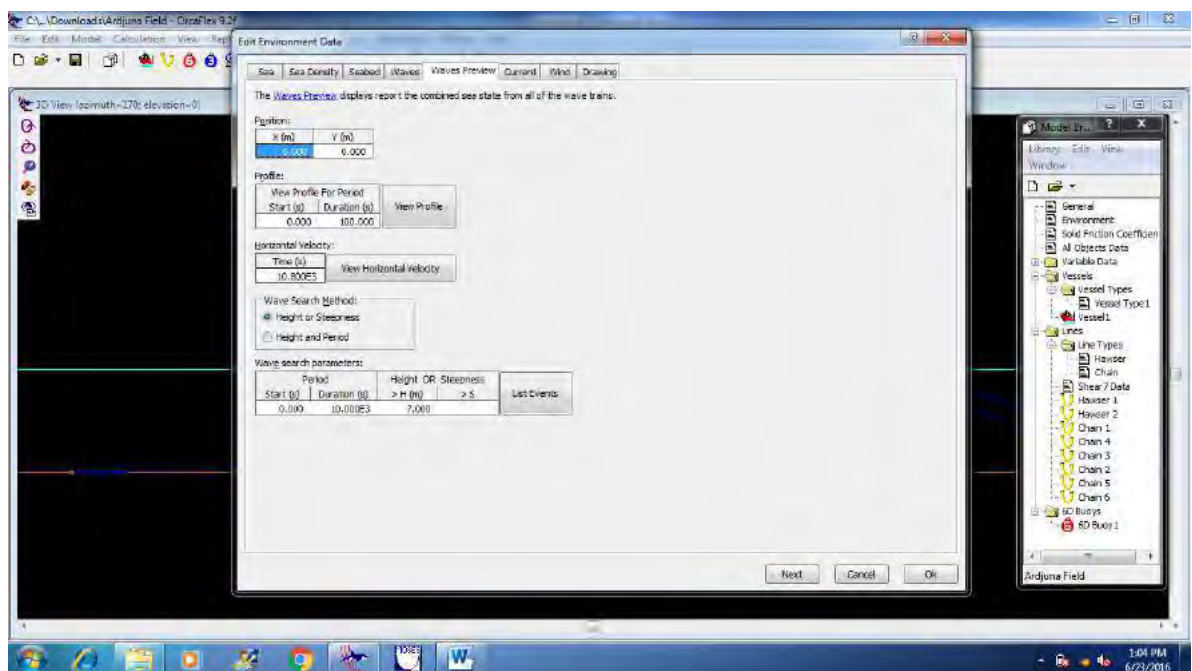 C:\...\Downloads\Ardjuna Field - OrcaFlex 9.2f
File Edit Model Calculation View
Edit Environment Data
Sea Sea Density Seabed Waves Waves Preview Current Wind Drawing
The Waves Preview displays report the combined sea state from all of the wave trains.
3D View (azimuth=270; elevation=0)
Position:
X (m) Y (m)
0.000 0.000
Profile:
View Profile For Period
Start (s) Duration (s) View Profile
0.000 100.000
Horizontal Velocity:
Time (s) View Horizontal Velocity
10.800E3
Wave Search Method:
Height or Steepness
Height and Period
Wave search parameters:
Period Height OR Steepness
Start (s) Duration (s) > H (m) > S List Events
0.000 10.000E3 7.000
Next Cancel Ok
Library Edit View
Window
General
Environment
Solid Friction Coefficien
All Objects Data
Variable Data
Vessels
Vessel Types
Vessel Type1
Vessel1
Lines
Line Types
Hawser
Chain
Shear7 Data
Hawser 1
Hawser 2
Chain 1
Chain 4
Chain 3
Chain 2
Chain 5
Chain 6
6D Buoys
6D Buoy1
Ardjuna Field
1:04 PM
6/23/2016